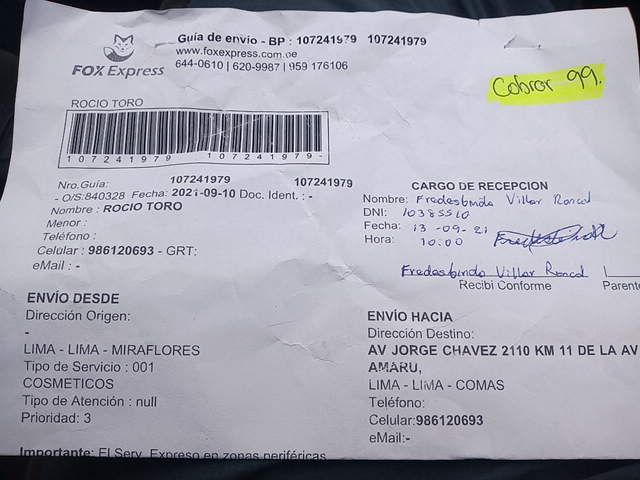 Guía de envío - BP : 107241979 107241979
www.foxexpress.com.pe
644-0610 | 620-9987 | 959 176106
FOX Express
Cobrar 99.
ROCIO TORO
107241979 107241979-
Nro.Guía: 107241979 107241979
- O/S:840328 Fecha: 2021-09-10 Doc. Ident. : -
Nombre : ROCIO TORO
Menor :
Teléfono :
Celular : 986120693 - GRT:
eMail : -
CARGO DE RECEPCION
Nombre: Fredesbinda Villar Roncal
DNI: 10385510
Fecha: 13 -09- 21
Hora: 10:00
Fredesbinda Villar Roncal
Recibi Conforme
Parente
ENVÍO DESDE
Dirección Origen:
-
LIMA - LIMA - MIRAFLORES
Tipo de Servicio : 001
COSMETICOS
Tipo de Atención : null
Prioridad: 3
ENVÍO HACIA
Dirección Destino:
AV JORGE CHAVEZ 2110 KM 11 DE LA AV
AMARU,
LIMA - LIMA - COMAS
Teléfono:
Celular:986120693
eMail:-
Importante: El Serv. Expreso en zonas periféricas